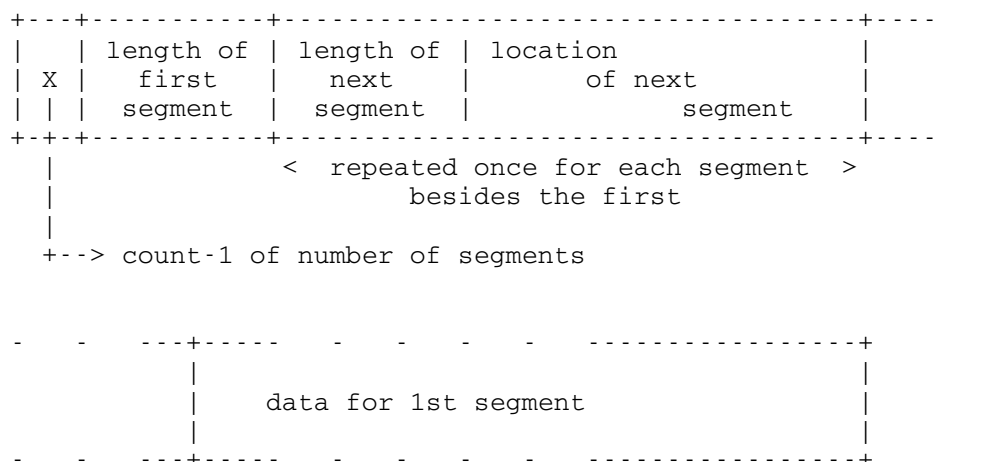 +---+-----------+------------------------------------+----
|   | length of | length of | location               |
| X |   first   |   next    |       of next          |
| | |  segment  |  segment  |             segment    |
+-+-+-----------+------------------------------------+----
  |              <  repeated once for each segment  >
  |                      besides the first
  |
  +--> count-1 of number of segments
-   -   ---+-----   -   -   -   -   -----------------+
           |                                         |
           |    data for 1st segment                 |
           |                                         |
-   -   ---+-----   -   -   -   -   -----------------+